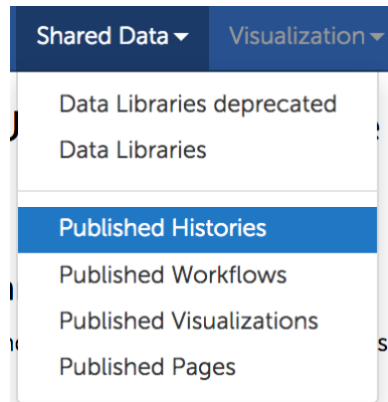 Shared Data Visualization
Data Libraries deprecated
Data Libraries
Published Histories
Published Workflows
Published Visualizations
Published Pages